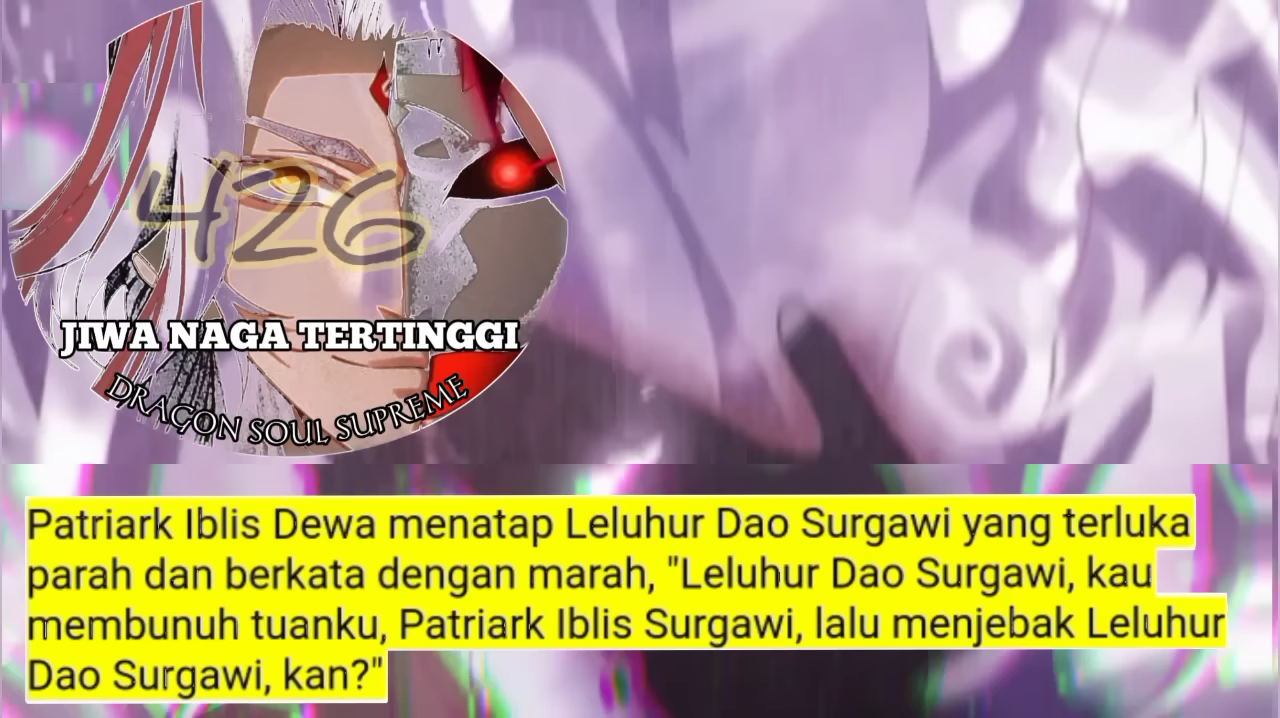 426
JIWA NAGA TERTINGGI
DRAGON SOUL SUPREME
Patriark Iblis Dewa menatap Leluhur Dao Surgawi yang terluka
parah dan berkata dengan marah, "Leluhur Dao Surgawi, kau
membunuh tuanku, Patriark Iblis Surgawi, lalu menjebak Leluhur
Dao Surgawi, kan?"